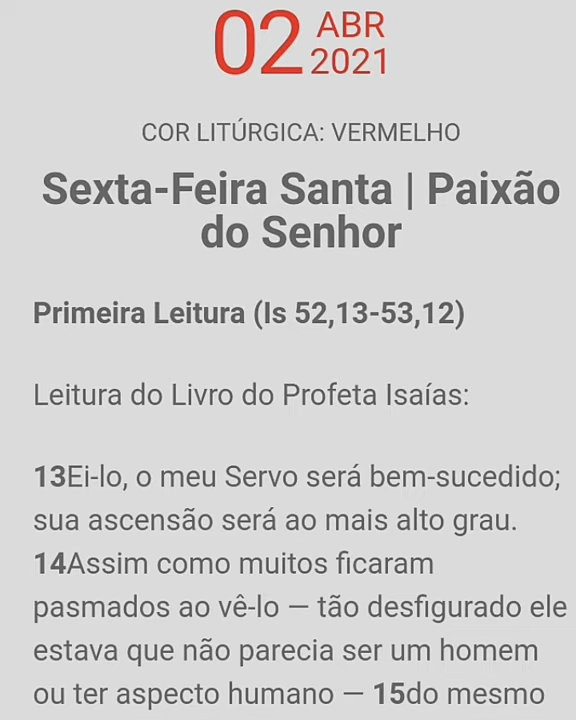 02 ABR
2021
COR LITÚRGICA: VERMELHO
Sexta-Feira Santa | Paixão
do Senhor
Primeira Leitura (Is 52,13-53,12)
Leitura do Livro do Profeta Isaías:
13Ei-lo, o meu Servo será bem-sucedido;
sua ascensão será ao mais alto grau.
14Assim como muitos ficaram
pasmados ao vê-lo — tão desfigurado ele
estava que não parecia ser um homem
ou ter aspecto humano — 15do mesmo